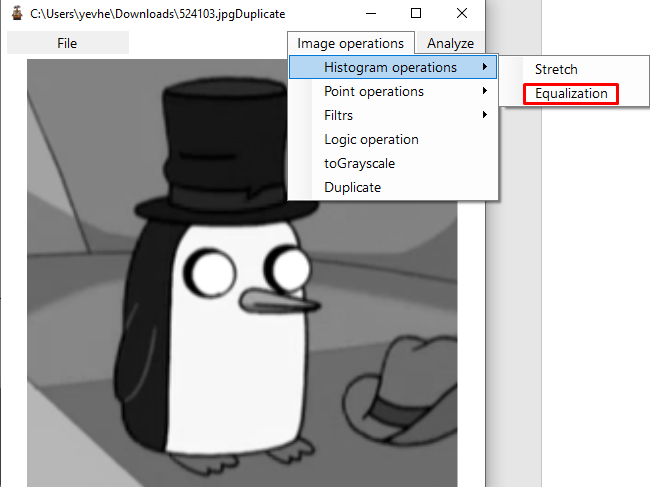 C:\Users\yevhe\Downloads\524103.jpgDuplicate
File
Image operations
Analyze
Histogram operations
Stretch
Point operations
Equalization
Filtrs
Logic operation
toGrayscale
Duplicate